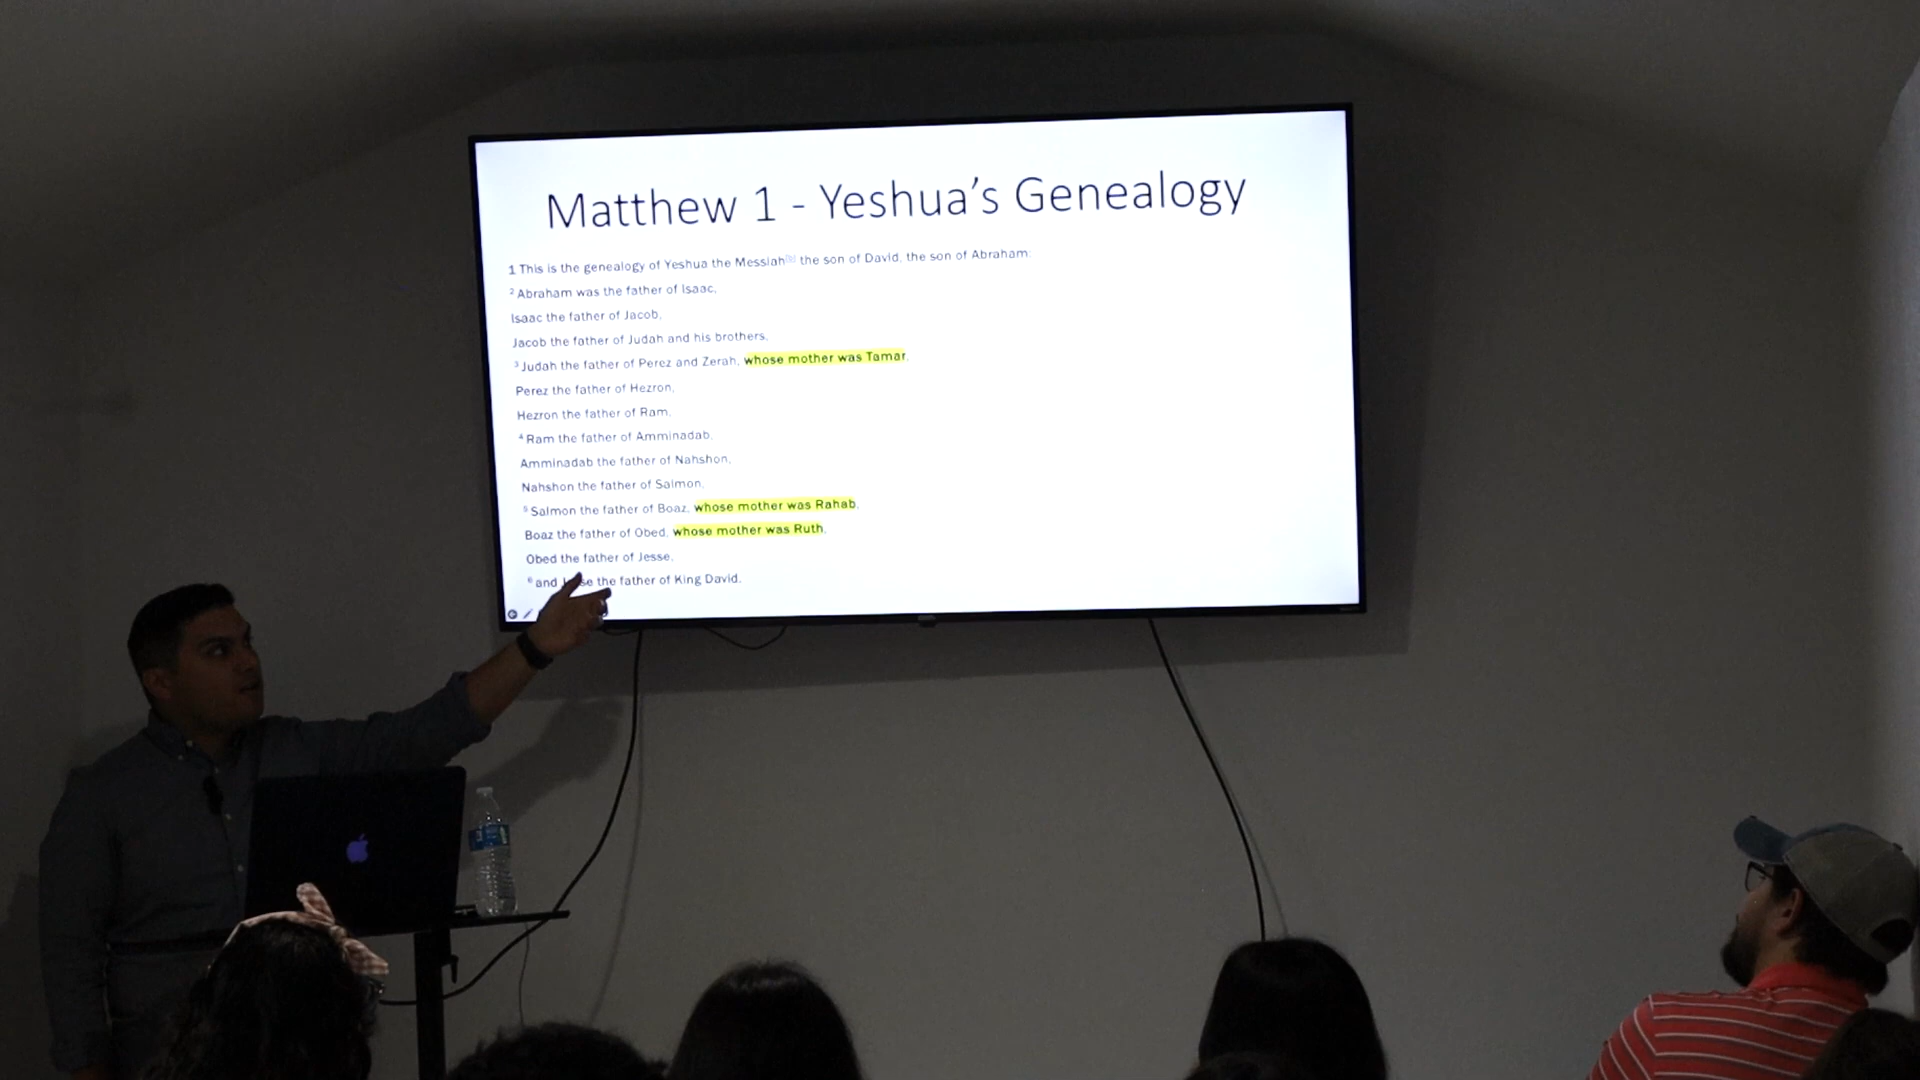 Matthew 1 - Yeshua's Genealogy
1 This is the genealogy of Yeshua the Messiah the son of David, the son of Abraham:
2 Abraham was the father of Isaac,
Isaac the father of Jacob,
Jacob the father of Judah and his brothers,
3 Judah the father of Perez and Zerah, whose mother was Tamar,
Perez the father of Hezron,
Hezron the father of Ram,
4 Ram the father of Amminadab,
Amminadab the father of Nahshon,
Nahshon the father of Salmon,
5 Salmon the father of Boaz, whose mother was Rahab,
Boaz the father of Obed, whose mother was Ruth,
Obed the father of Jesse,
6 and the father of King David.